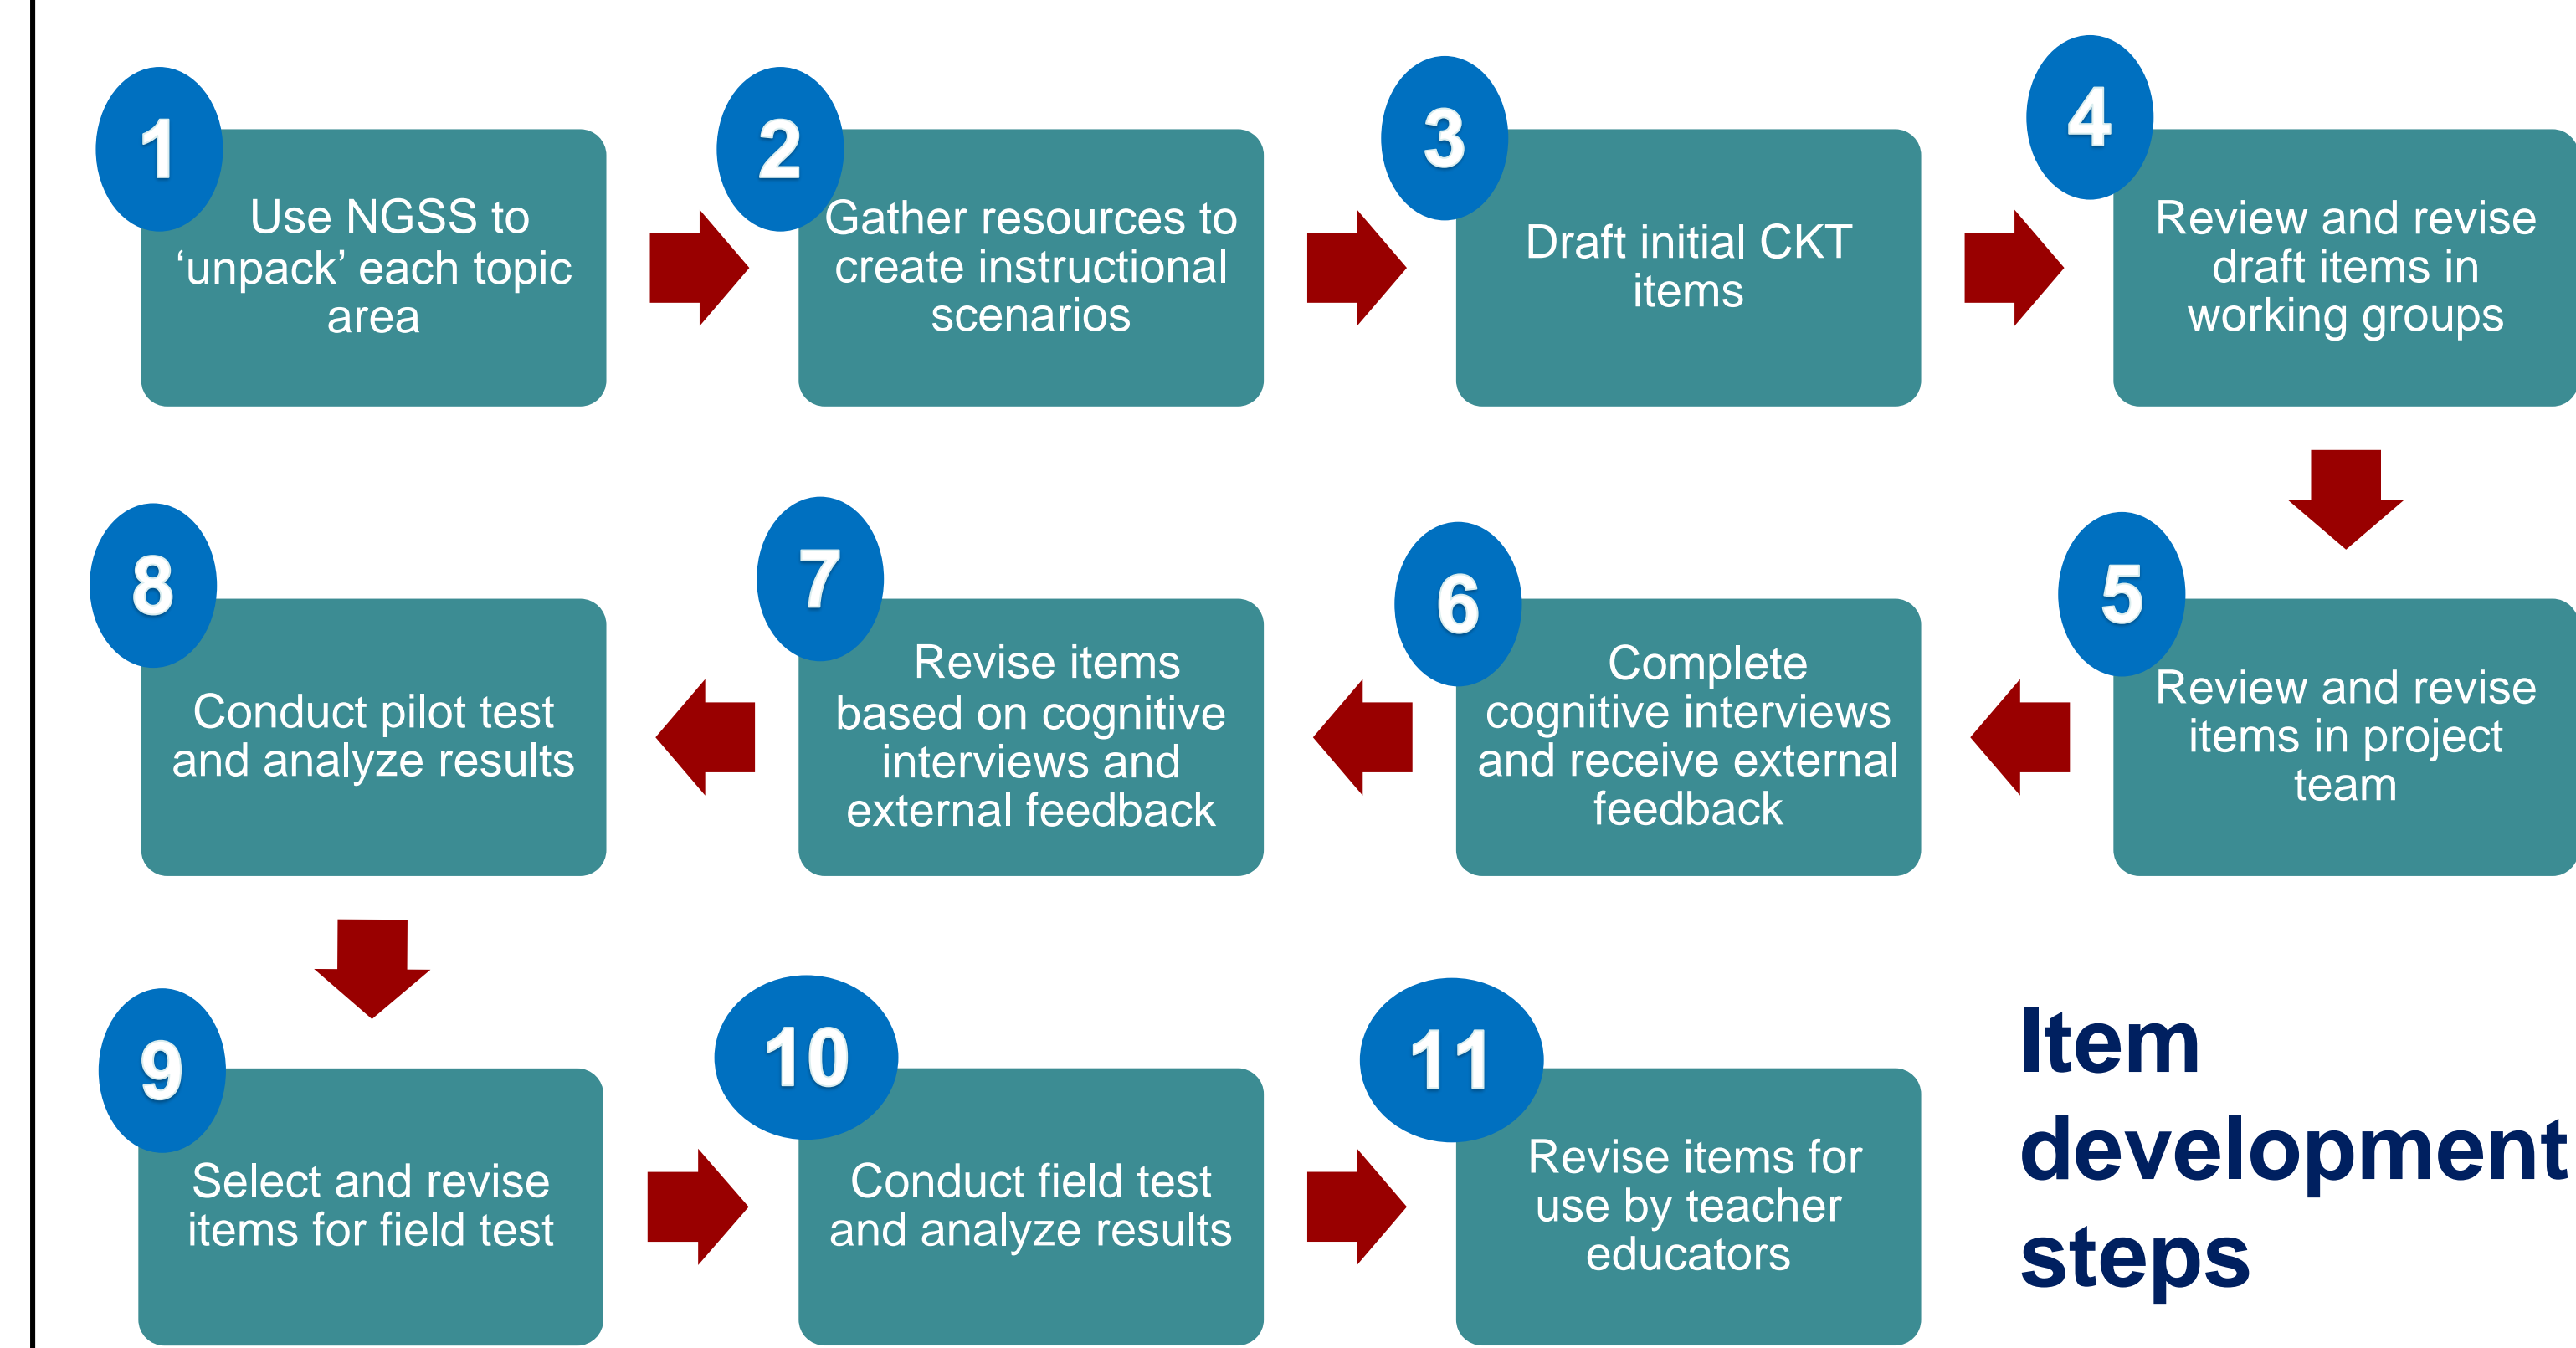 1
Use NGSS to
‘unpack’ each topic
area
2
Gather resources to
create instructional
scenarios
3
Draft initial CKT
items
4
Review and revise
draft items in
working groups
5
Review and revise
items in project
team
6
Complete
cognitive interviews
and receive external
feedback
7
Revise items
based on cognitive
interviews and
external feedback
8
Conduct pilot test
and analyze results
9
Select and revise
items for field test
10
Conduct field test
and analyze results
11
Revise items for
use by teacher
educators
Item
development
steps